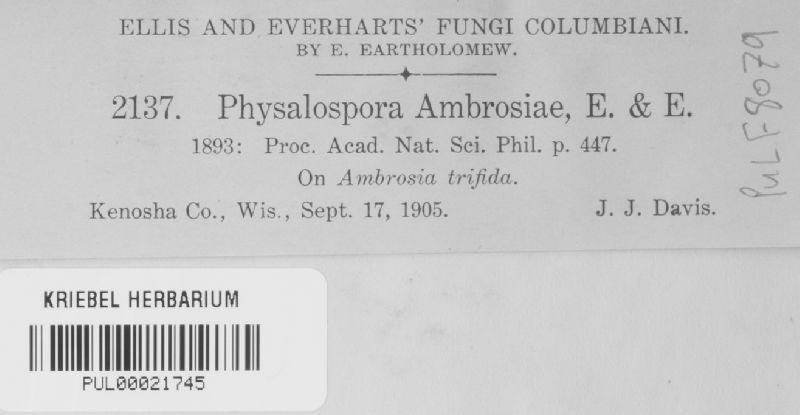 ELLIS AND EVERHARTS' FUNGI COLUMBIANI.
BY E. EARTHOLOMEW.
2137. Physalospora Ambrosiae, E. & E.
1893: Proc. Acad. Nat. Sci. Phil. p. 447.
On Ambrosia trifida.
Kenosha Co., Wis., Sept. 17, 1905. J. J. Davis.
PuL F8079
KRIEBEL HERBARIUM
PUL00021745